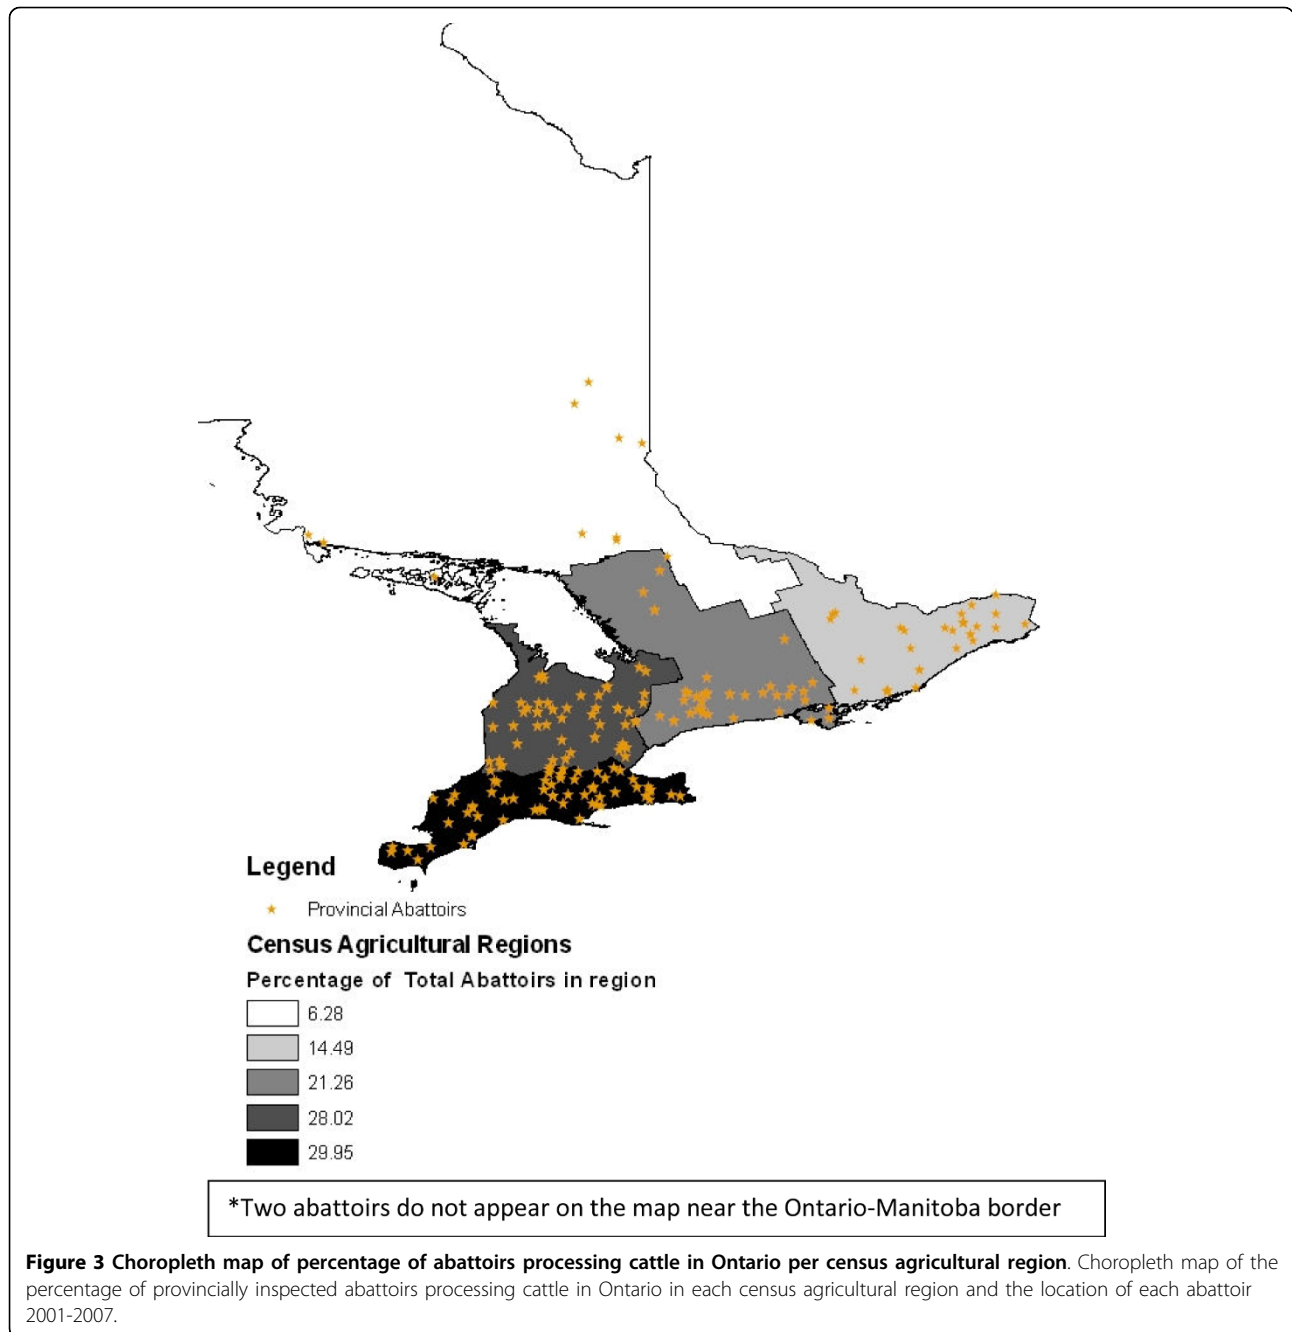 Legend
Provincial Abattoirs
Census Agricultural Regions
Percentage of Total Abattoirs in region
6.28
14.49
21.26
28.02
29.95
*Two abattoirs do not appear on the map near the Ontario-Manitoba border
Figure 3 Choropleth map of percentage of abattoirs processing cattle in Ontario per census agricultural region. Choropleth map of the
percentage of provincially inspected abattoirs processing cattle in Ontario in each census agricultural region and the location of each abattoir
2001-2007.